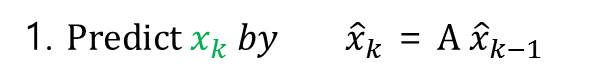 1. Predict xₖ by x̂ₖ = A x̂ₖ₋₁